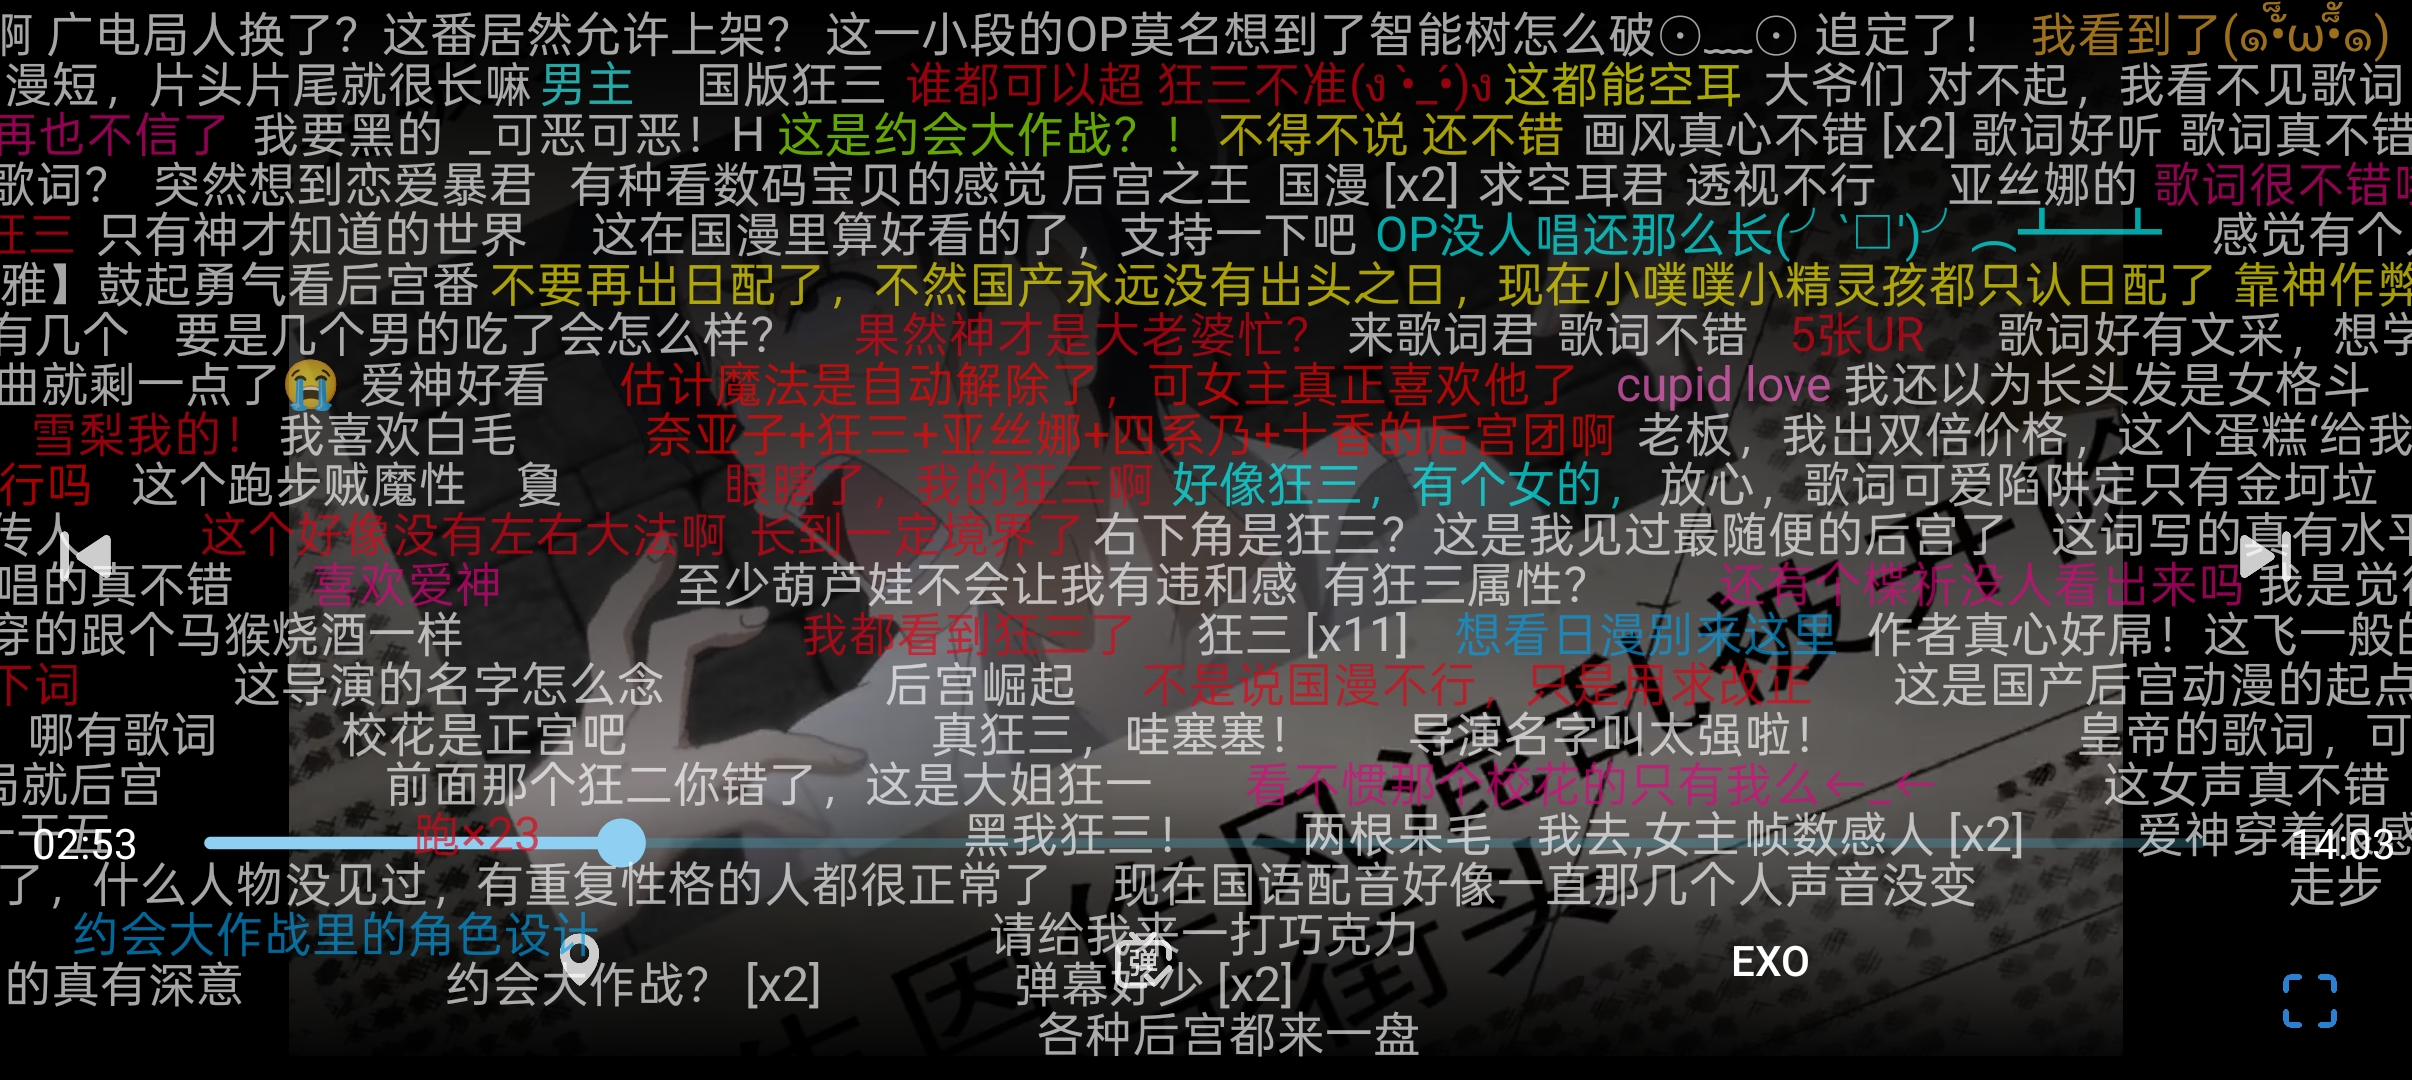 啊 广电局人换了？这番居然允许上架？ 这一小段的OP莫名想到了智能树怎么破⊙﹏⊙ 追定了！ 我看到了(๑•̀ω•́๑)
漫短，片头片尾就很长嘛 男主 国版狂三 谁都可以超 狂三不准(ง •̀_•́)ง 这都能空耳 大爷们 对不起，我看不见歌词
再也不信了 我要黑的 _可恶可恶！H 这是约会大作战？！ 不得不说 还不错 画风真心不错 [x2] 歌词好听 歌词真不错
歌词？ 突然想到恋爱暴君 有种看数码宝贝的感觉 后宫之王 国漫 [x2] 求空耳君 透视不行 亚丝娜的 歌词很不错
狂三 只有神才知道的世界 这在国漫里算好看的了，支持一下吧 OP没人唱还那么长(╯‵□′)╯︵┻━┻ 感觉有个
雅】鼓起勇气看后宫番 不要再出日配了，不然国产永远没有出头之日，现在小噗噗小精灵孩都只认日配了 靠神作弊
有几个 要是几个男的吃了会怎么样？ 果然神才是大老婆忙？ 来歌词君 歌词不错 5张UR 歌词好有文采，想学
曲就剩一点了😭 爱神好看 估计魔法是自动解除了，可女主真正喜欢他了 cupid love 我还以为长头发是女格斗
雪梨我的！ 我喜欢白毛 奈亚子+狂三+亚丝娜+四系乃+十香的后宫团啊 老板，我出双倍价格，这个蛋糕‘给我
行吗 这个跑步贼魔性 敻 眼瞎了，我的狂三啊 好像狂三，有个女的， 放心，歌词可爱陷阱定只有金坷垃
传人 这个好像没有左右大法啊 长到一定境界了 右下角是狂三？ 这是我见过最随便的后宫了 这词写的真有水平
唱的真不错 喜欢爱神 至少葫芦娃不会让我有违和感 有狂三属性？ 还有个楪祈没人看出来吗 我是觉得
穿的跟个马猴烧酒一样 我都看到狂三了 狂三 [x11] 想看日漫别来这里 作者真心好屌！这飞一般的
下词 这导演的名字怎么念 后宫崛起 不是说国漫不行，只是用求改正 这是国产后宫动漫的起点
哪有歌词 校花是正宫吧 真狂三，哇塞塞！ 导演名字叫太强啦！ 皇帝的歌词，可
局就后宫 前面那个狂二你错了，这是大姐狂一 看不惯那个校花的只有我么←_← 这女声真不错
02:53 跑×23 黑我狂三！ 两根呆毛 我去,女主帧数感人 [x2] 爱神穿着很感 14:03
了，什么人物没见过，有重复性格的人都很正常了 现在国语配音好像一直那几个人声音没变 走步
约会大作战里的角色设计 请给我来一打巧克力
弹 EXO
的真有深意 约会大作战？ [x2] 弹幕好少 [x2]
各种后宫都来一盘
街头